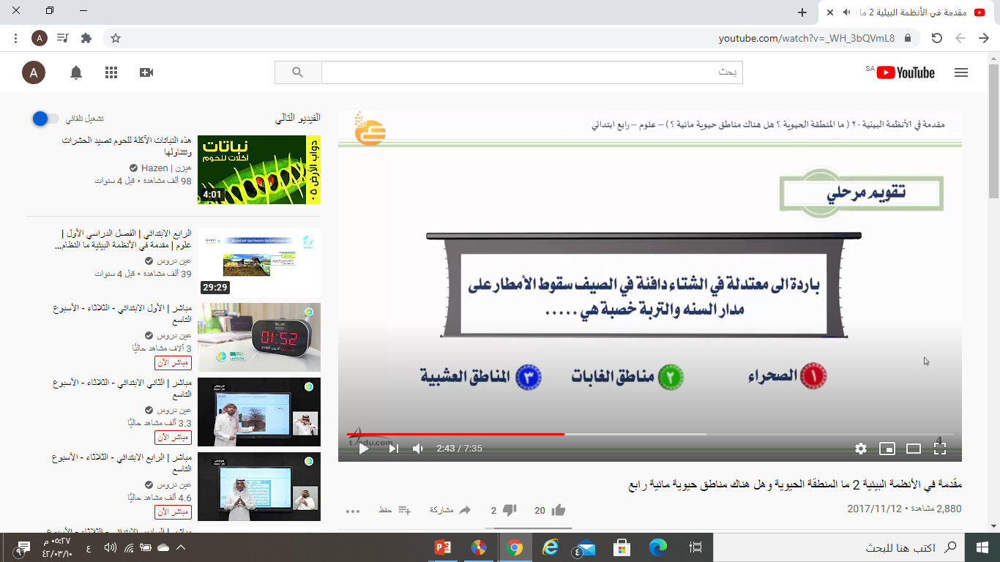 مقدمة في الأنظمة البيئية 2 ما
youtube.com/watch?v=_WH_3bQVmL8
A
YouTube SA
بحث
A
مقدمة في الأنظمة البيئية -٢ ( ما المنطقة الحيوية ؟ هل هناك مناطق حيوية مائية ؟ ) – علوم – رابع ابتدائي
تقويم مرحلي
باردة الى معتدلة في الشتاء دافئة في الصيف سقوط الأمطار على
مدار السنه والتربة خصبة هي .....
١ الصحراء
٢ مناطق الغابات
٣ المناطق العشبية
2:43 / 7:35
مقدمة في الأنظمة البيئية 2 ما المنطقة الحيوية وهل هناك مناطق حيوية مائية رابع
2,880 مشاهدة • 2017/11/12
20
2
مشاركة
حفظ
الفيديو التالي
تشغيل تلقائي
دواب الأرض ٠٥
نباتات
آكلات للحوم
4:01
هذه النباتات الآكلة للحوم تصيد الحشرات
وتتناولها
هيزن | Hazen
98 ألف مشاهدة • قبل 4 سنوات
29:29
الرابع الابتدائي | الفصل الدراسي الأول |
علوم | مقدمة في الأنظمة البيئية ما النظام...
عين دروس
39 ألف مشاهدة • قبل 4 سنوات
01:52
مباشر | الأول الابتدائي - الثلاثاء - الأسبوع
التاسع
عين دروس
3 آلاف مشاهد حاليًّا
مباشر الآن
مباشر | الثاني الابتدائي - الثلاثاء - الأسبوع
التاسع
عين دروس
3.3 ألف مشاهد حاليًّا
مباشر الآن
مباشر | الرابع الابتدائي - الثلاثاء - الأسبوع
التاسع
عين دروس
4.6 ألف مشاهد حاليًّا
مباشر الآن
مباشر | السادس الابتدائي - الثلاثاء - الأسبوع
اكتب هنا للبحث
٤
ع
٠٥:٢٧ م
٤٢/٠٣/١٠
٩